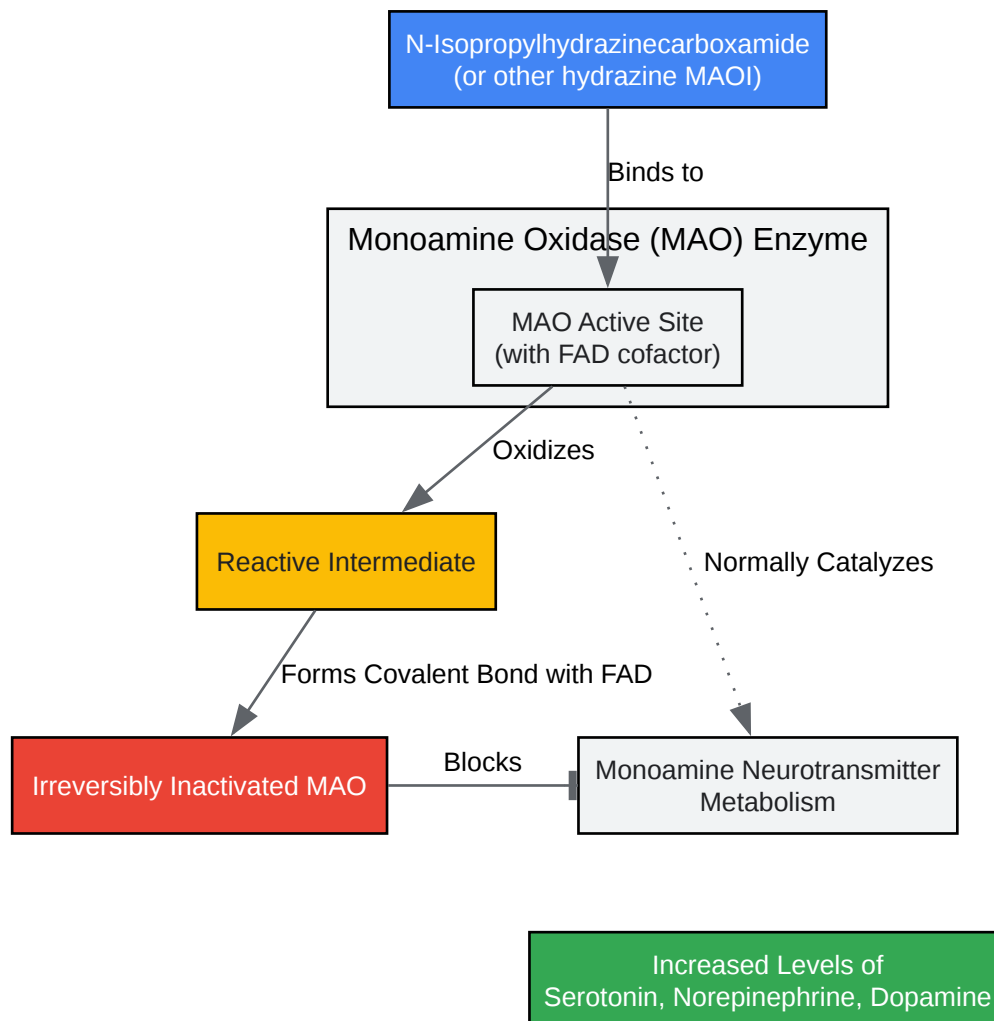 N-Isopropylhydrazinecarboxamide
(or other hydrazine MAOI)
Binds to
Monoamine Oxidase (MAO) Enzyme
MAO Active Site
(with FAD cofactor)
Oxidizes
Reactive Intermediate
Normally Catalyzes
Forms Covalent Bond with FAD
Irreversibly Inactivated MAO
Blocks
Monoamine Neurotransmitter
Metabolism
Increased Levels of
Serotonin, Norepinephrine, Dopamine